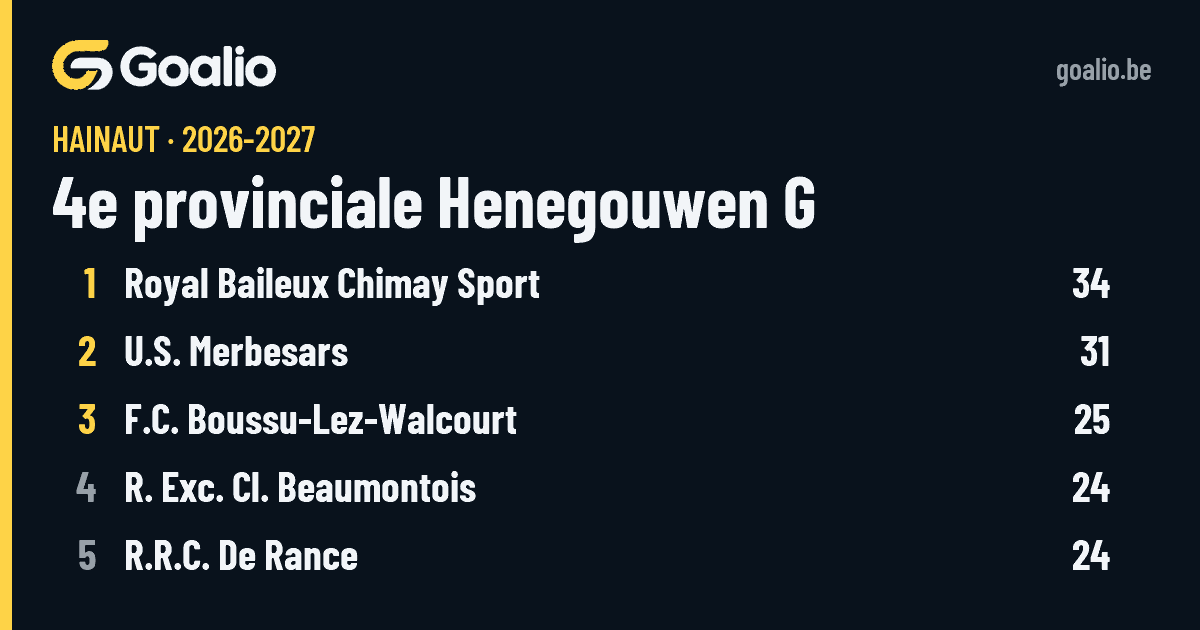 Goalio
goalio.be
HAINAUT · 2026-2027
4e provinciale Henegouwen G
1 Royal Baileux Chimay Sport 34
2 U.S. Merbesars 31
3 F.C. Boussu-Lez-Walcourt 25
4 R. Exc. Cl. Beaumontois 24
5 R.R.C. De Rance 24